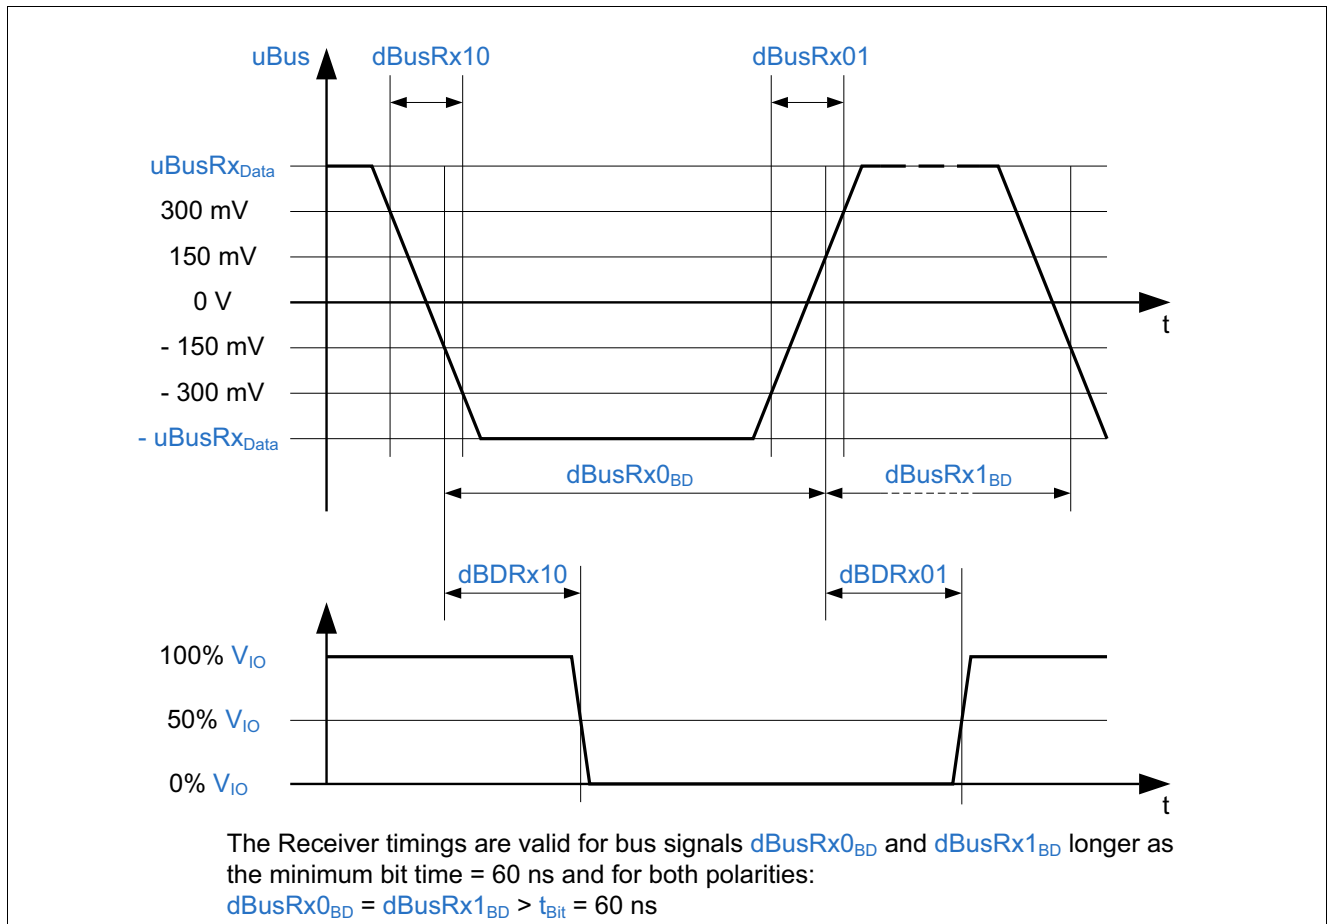 uBus dBusRx10 dBusRx01
uBusRxData
300 mV
150 mV
0 V
t
- 150 mV
- 300 mV
- uBusRxData
dBusRx0BD dBusRx1BD
dBDRx10 dBDRx01
100% VIO
50% VIO
0% VIO
t
The Receiver timings are valid for bus signals dBusRx0BD and dBusRx1BD longer as
the minimum bit time = 60 ns and for both polarities:
dBusRx0BD = dBusRx1BD > tBit = 60 ns